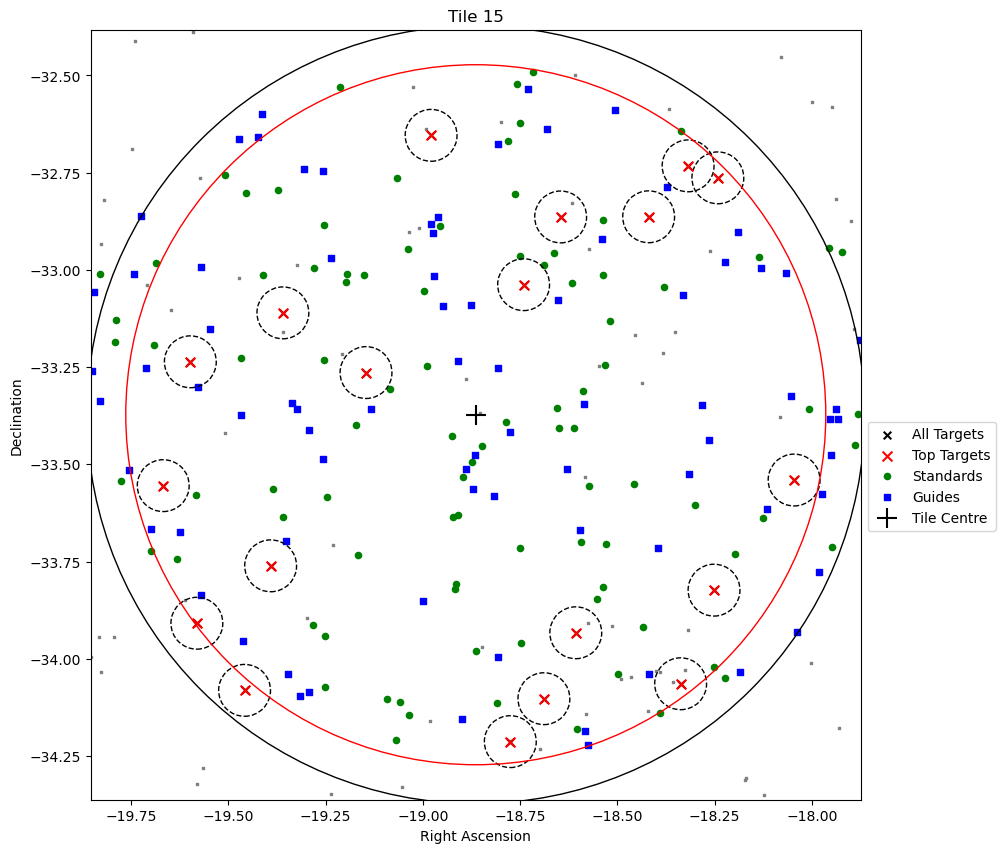 Tile 15
−32.50
−32.75
−33.00
−33.25
−33.50
−33.75
−34.00
−34.25
Declination
−19.75
−19.50
−19.25
−19.00
−18.75
−18.50
−18.25
−18.00
Right Ascension
All Targets
Top Targets
Standards
Guides
Tile Centre